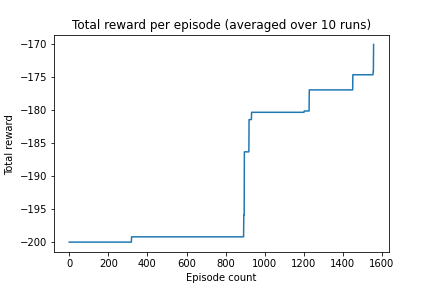 Total reward per episode (averaged over 10 runs)
Total reward
−170
−175
−180
−185
−190
−195
−200
0 200 400 600 800 1000 1200 1400 1600
Episode count